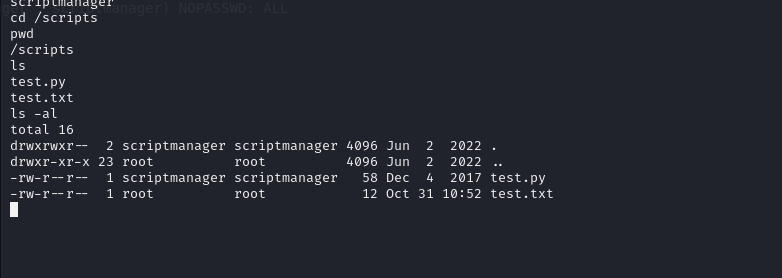 scriptmanager
cd /scripts
pwd
/scripts
ls
test.py
test.txt
ls -al
total 16
drwxrwxr--  2 scriptmanager scriptmanager 4096 Jun  2  2022 .
drwxr-xr-x 23 root          root          4096 Jun  2  2022 ..
-rw-r--r--  1 scriptmanager scriptmanager   58 Dec  4  2017 test.py
-rw-r--r--  1 root          root            12 Oct 31 10:52 test.txt